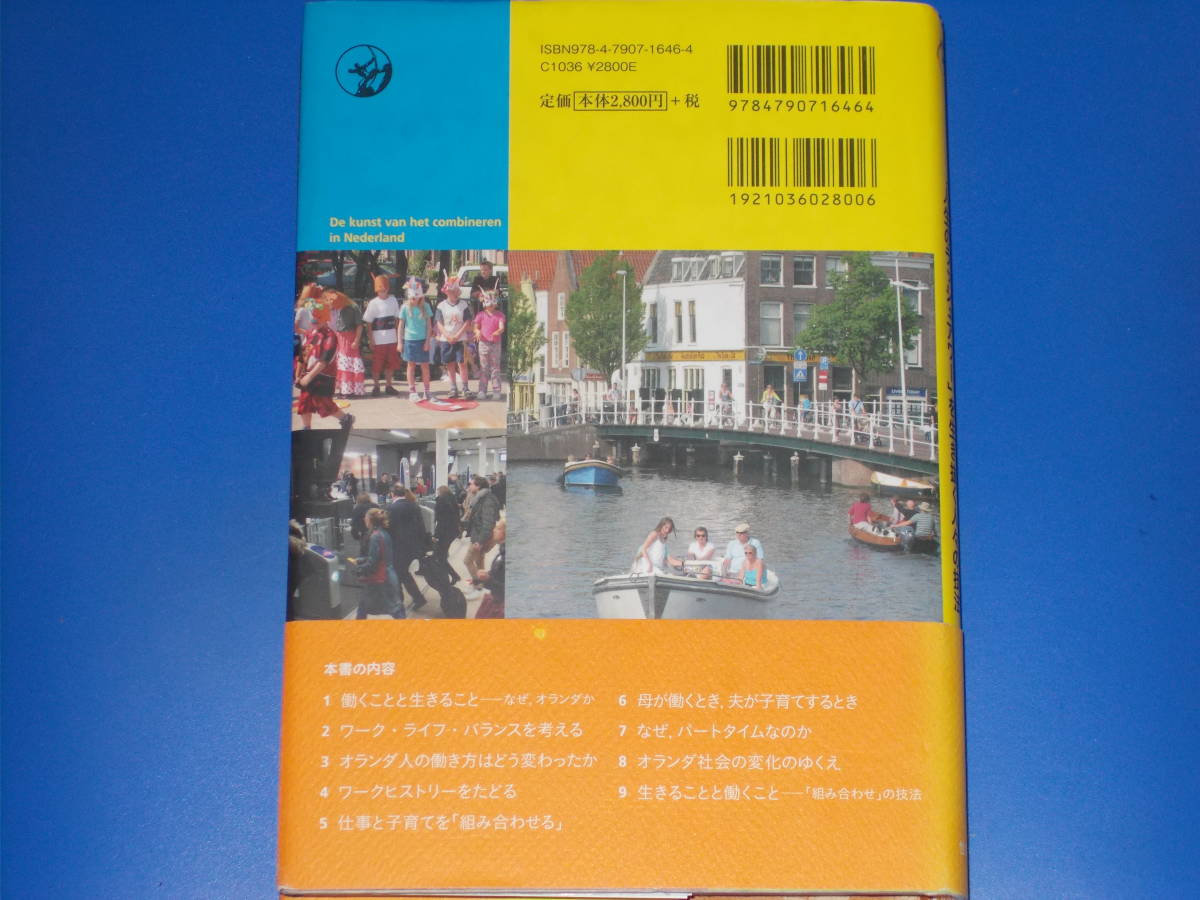 ISBN978-4-7907-1646-4
C1036 ¥2800E
定価 本体2,800円 + 税
9784790716464
1921036028006
De kunst van het combineren
in Nederland
本書の内容
1 働くことと生きること——なぜ，オランダか
2 ワーク・ライフ・バランスを考える
3 オランダ人の働き方はどう変わったか
4 ワークヒストリーをたどる
5 仕事と子育てを「組み合わせる」
6 母が働くとき，夫が子育てするとき
7 なぜ，パートタイムなのか
8 オランダ社会の変化のゆくえ
9 生きることと働くこと——「組み合わせ」の技法